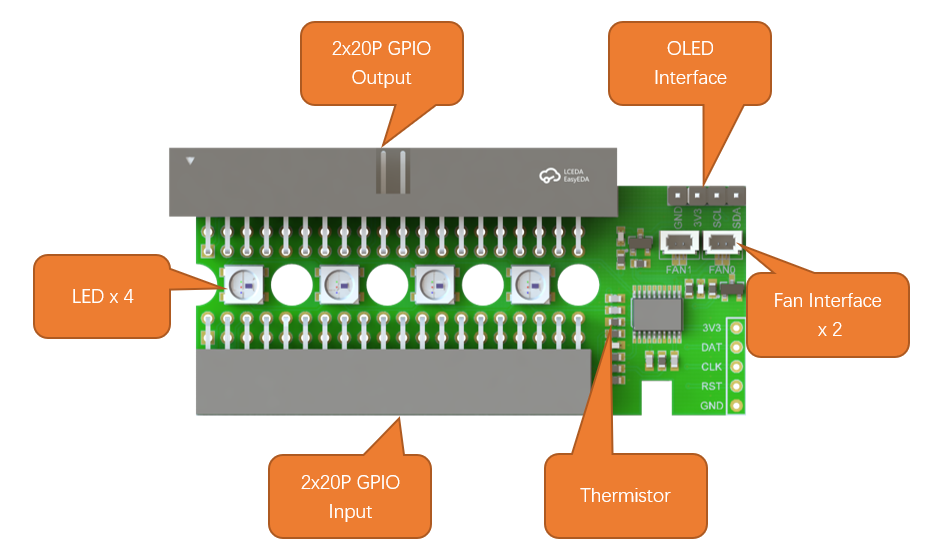 2x20P GPIO
Output
OLED
Interface
LCEDA
EasyEDA
GND
3V3
SCL
SDA
FAN1
FAN0
LED x 4
Fan Interface
x 2
3V3
DAT
CLK
RST
GND
2x20P GPIO
Input
Thermistor